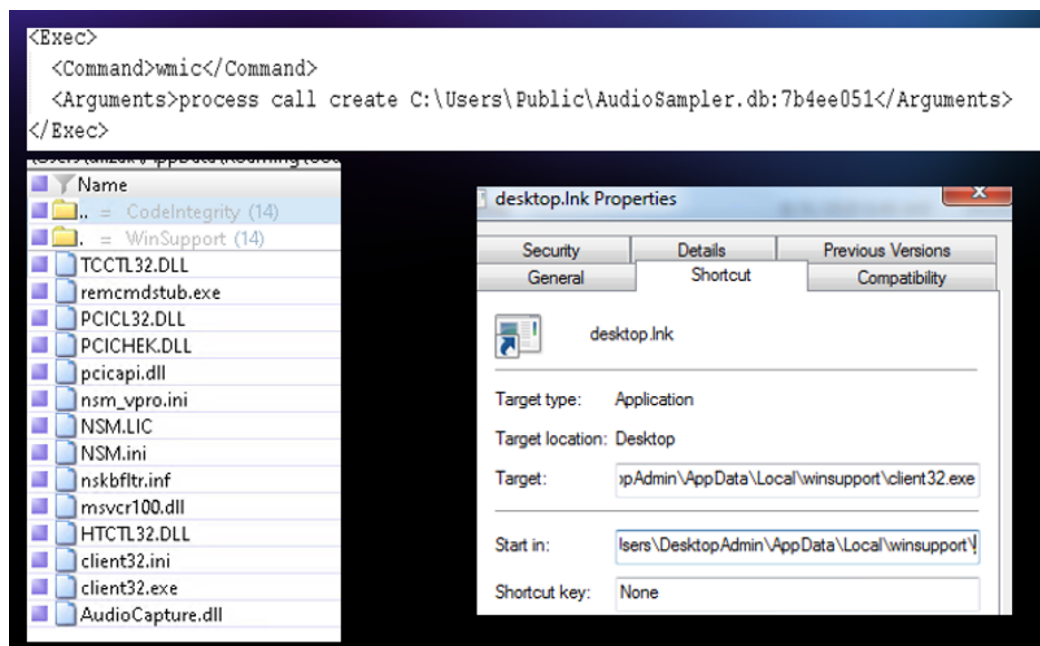 <Exec>
<Command>wmic</Command>
<Arguments>process call create C:\Users\Public\AudioSampler.db:7b4ee051</Arguments>
</Exec>
Name
.. = CodeIntegrity (14)
. = WinSupport (14)
TCCTL32.DLL
remcmdstub.exe
PCICL32.DLL
PCICHEK.DLL
pcicapi.dll
nsm_vpro.ini
NSM.LIC
NSM.ini
nskbfltr.inf
msvcr100.dll
HTCTL32.DLL
client32.ini
client32.exe
AudioCapture.dll
desktop.lnk Properties
Security Details Previous Versions
General Shortcut Compatibility
desktop.lnk
Target type: Application
Target location: Desktop
Target: pAdmin\AppData\Local\winsupport\client32.exe
Start in: sers\DesktopAdmin\AppData\Local\winsupport\
Shortcut key: None